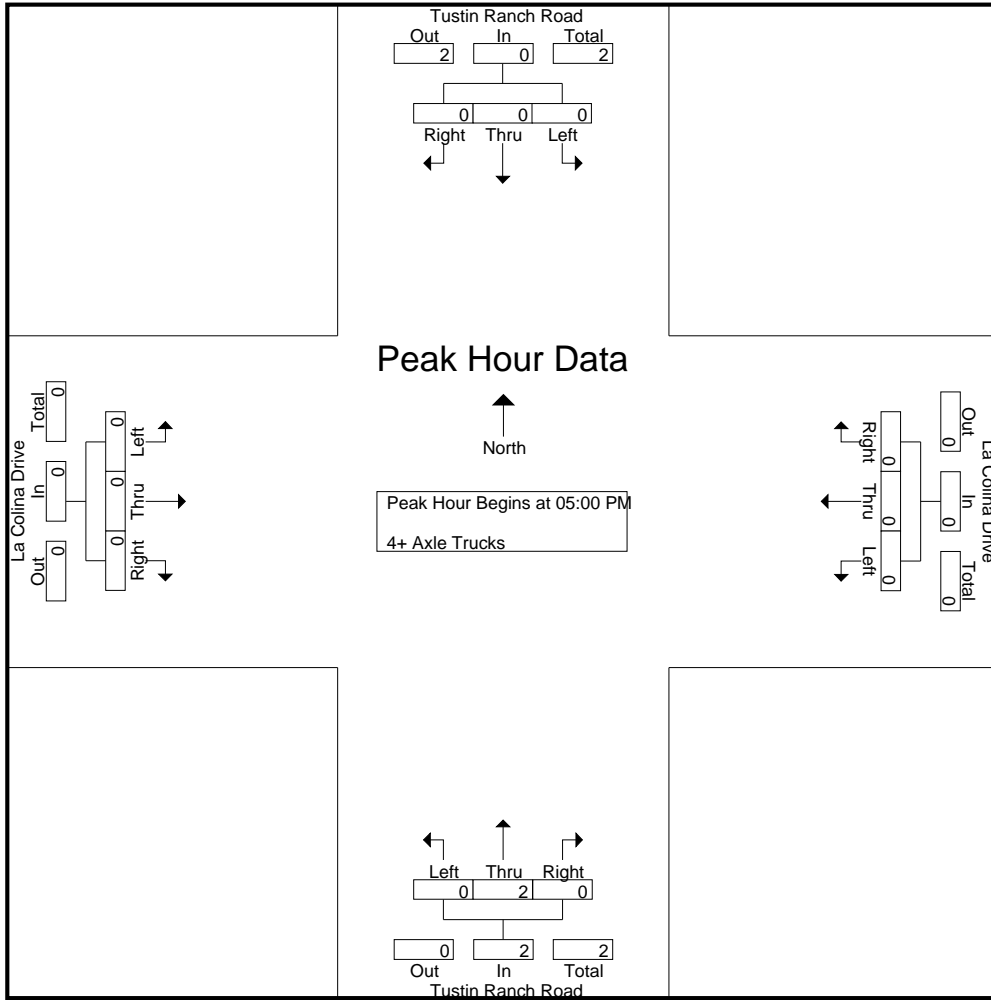 Tustin Ranch Road
Out In Total
2 0 2
0 0 0
Right Thru Left
Peak Hour Data
North
Peak Hour Begins at 05:00 PM
4+ Axle Trucks
La Colina Drive
Total In Out
0 0 0
0 0 0
Left Thru Right
La Colina Drive
Out In Total
0 0 0
0 0 0
Right Thru Left
Left Thru Right
0 2 0
0 2 2
Out In Total
Tustin Ranch Road